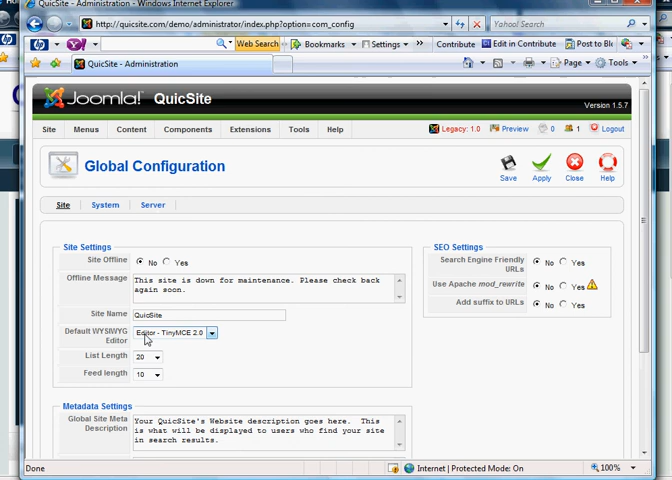 QuicSite - Administration - Windows Internet Explorer
http://quicsite.com/demo/administrator/index.php?option=com_config
Yahoo! Search
Web Search
Bookmarks
Settings
Contribute
Edit in Contribute
Post to Bl
QuicSite - Administration
Page
Tools
Joomla!
QuicSite
Version 1.5.7
Site
Menus
Content
Components
Extensions
Tools
Help
Legacy: 1.0
Preview
0
1
Logout
Global Configuration
Save
Apply
Close
Help
Site
System
Server
Site Settings
Site Offline
No
Yes
Offline Message
This site is down for maintenance. Please check back
again soon.
Site Name
QuicSite
Default WYSIWYG
Editor
Editor - TinyMCE 2.0
List Length
20
Feed length
10
SEO Settings
Search Engine Friendly
URLs
No
Yes
Use Apache mod_rewrite
No
Yes
Add suffix to URLs
No
Yes
Metadata Settings
Global Site Meta
Description
Your QuicSite's Website description goes here. This
is what will be displayed to users who find your site
in search results.
Done
Internet | Protected Mode: On
100%